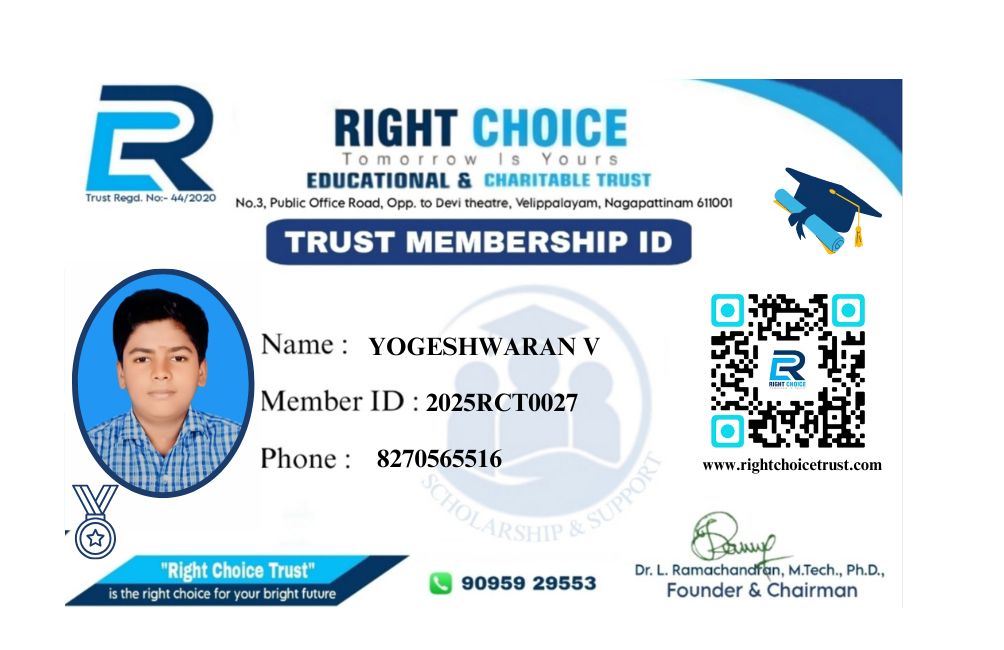 Trust Regd. No:- 44/2020
RIGHT CHOICE
Tomorrow Is Yours
EDUCATIONAL & CHARITABLE TRUST
No.3, Public Office Road, Opp. to Devi theatre, Velippalayam, Nagapattinam 611001
TRUST MEMBERSHIP ID
Name : YOGESHWARAN V
Member ID : 2025RCT0027
Phone : 8270565516
SCHOLARSHIP & SUPPORT
RIGHT CHOICE
www.rightchoicetrust.com
"Right Choice Trust"
is the right choice for your bright future
90959 29553
Dr. L. Ramachandran, M.Tech., Ph.D.,
Founder & Chairman